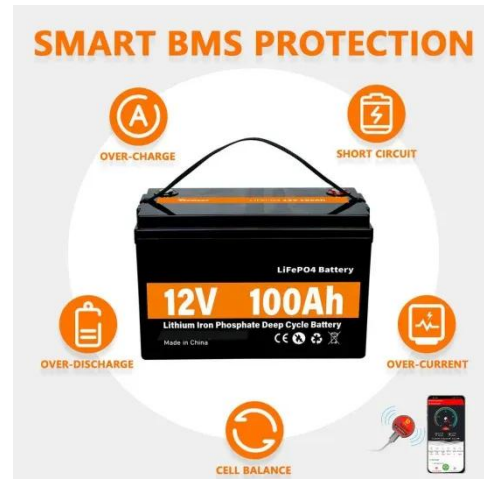 SMART BMS PROTECTION
OVER-CHARGE
SHORT CIRCUIT
LiFePO4 Battery
12V 100Ah
Lithium Iron Phosphate Deep Cycle Battery
Made in China
CE
OVER-DISCHARGE
OVER-CURRENT
CELL BALANCE